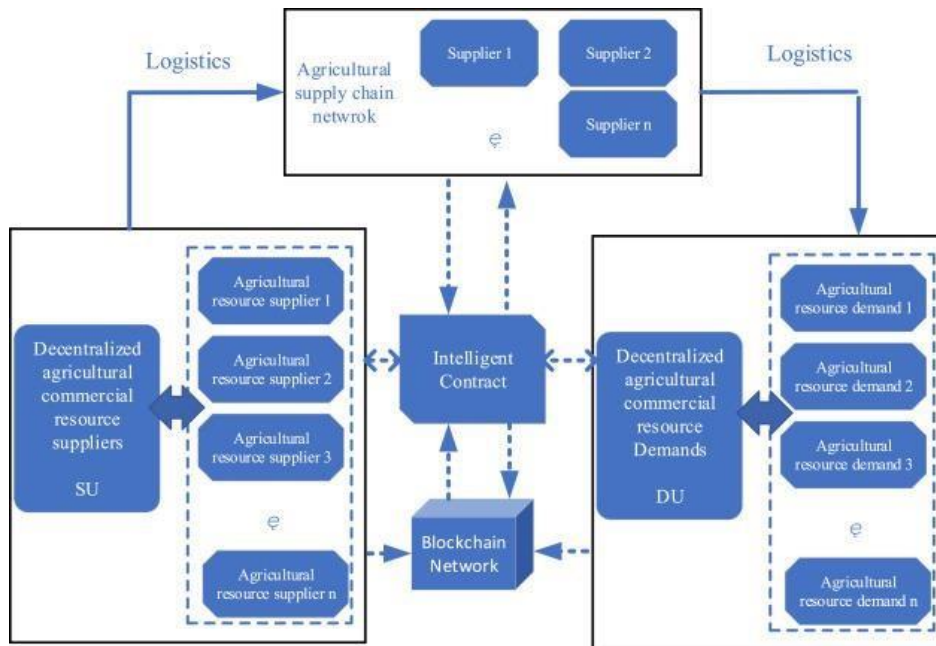 Logistics
Agricultural
supply chain
netwrok
Supplier 1
Supplier 2
Supplier n
ę
Logistics
Decentralized
agricultural
commercial
resource
suppliers
SU
Agricultural
resource supplier 1
Agricultural
resource supplier 2
Agricultural
resource supplier 3
ę
Agricultural
resource supplier n
Intelligent
Contract
Blockchain
Network
Decentralized
agricultural
commercial
resource
Demands
DU
Agricultural
resource demand 1
Agricultural
resource demand 2
Agricultural
resource demand 3
ę
Agricultural
resource demand n